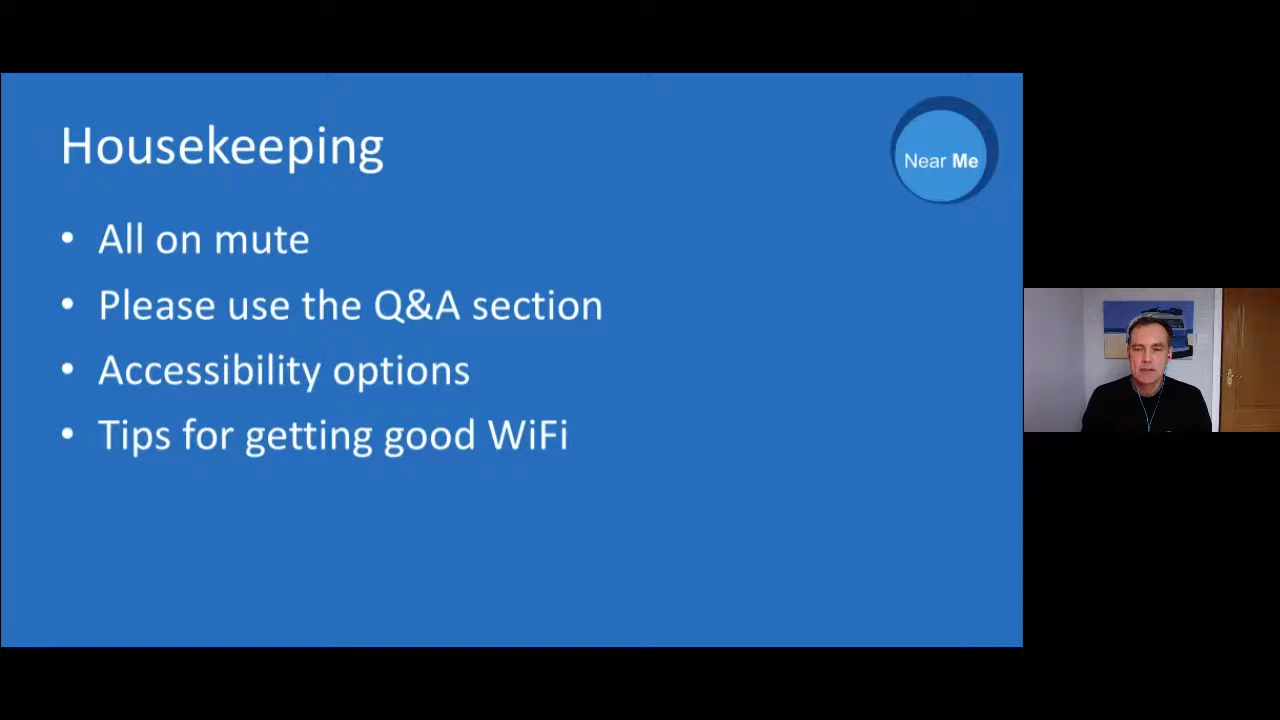 Housekeeping
Near Me
• All on mute
• Please use the Q&A section
• Accessibility options
• Tips for getting good WiFi